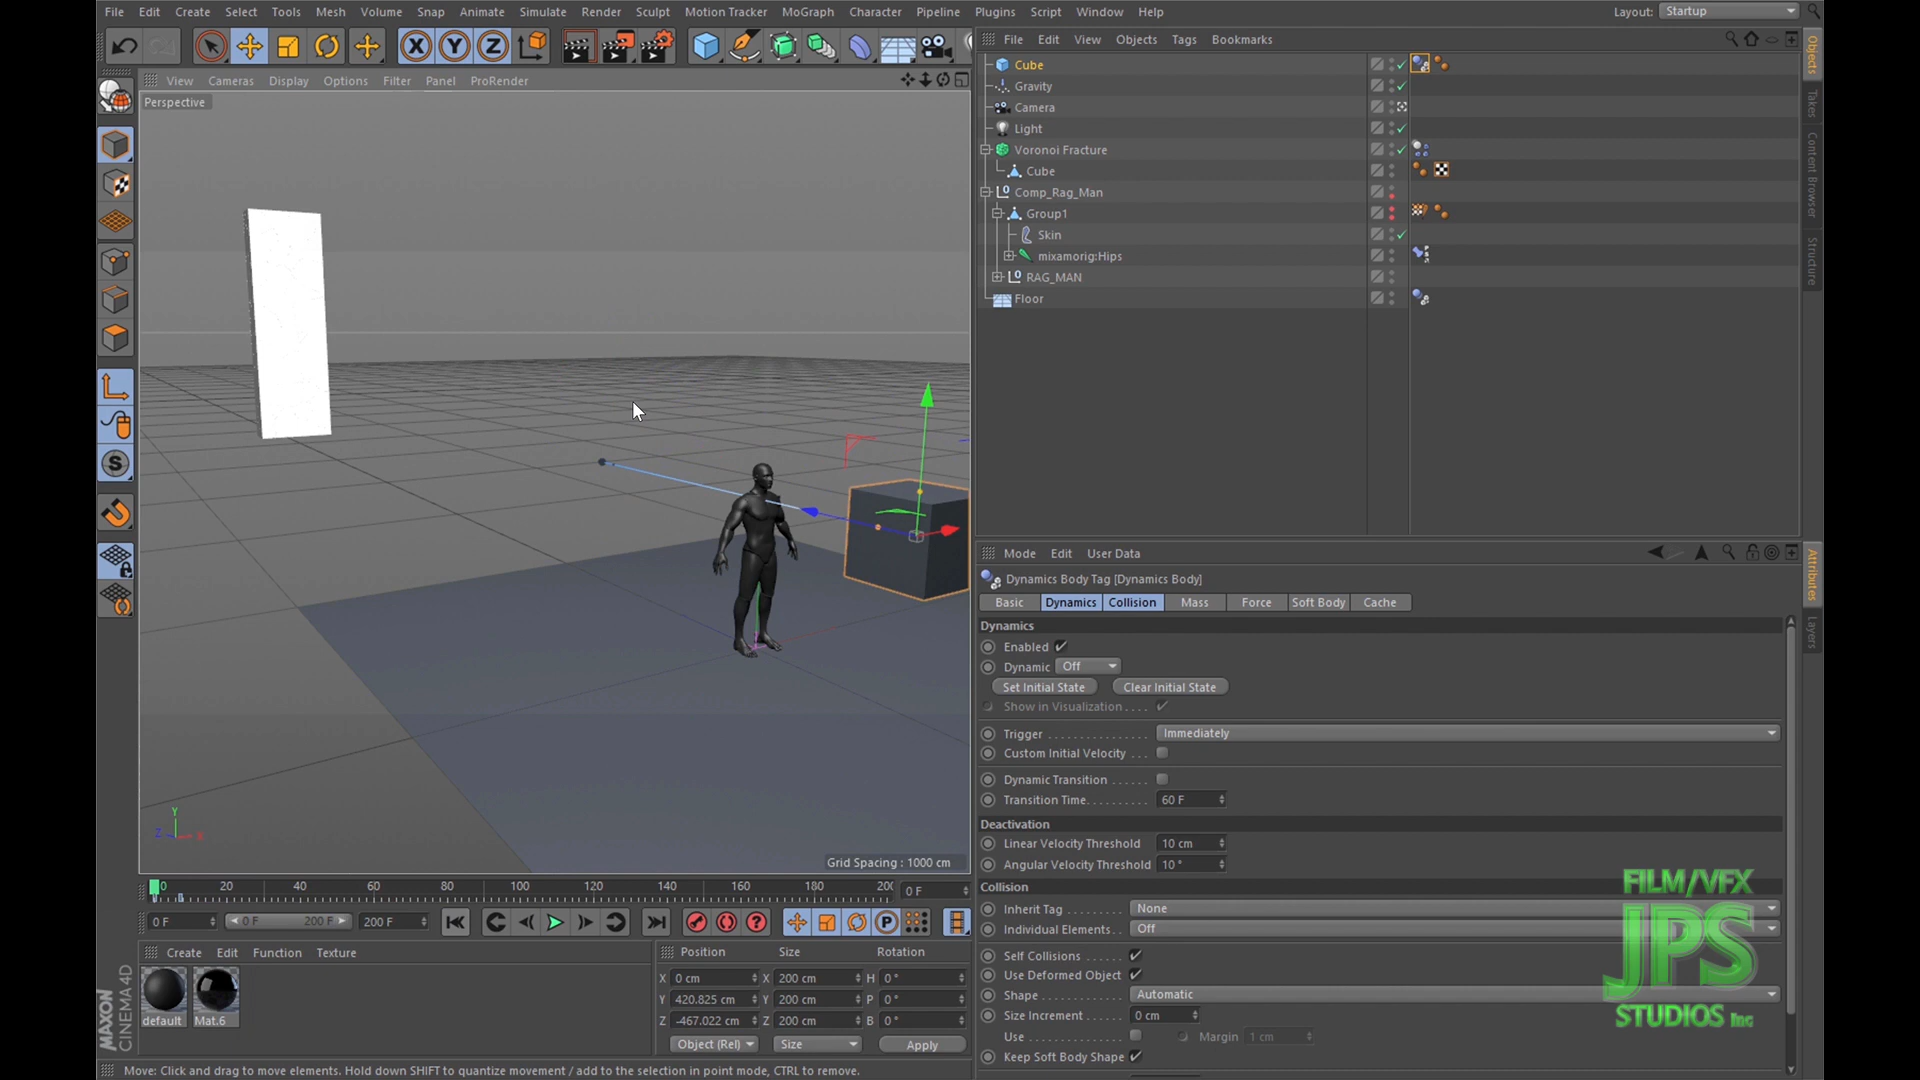 File Edit Create Select Tools Mesh Volume Snap Animate Simulate Render Sculpt Motion Tracker MoGraph Character Pipeline Plugins Script Window Help Layout: Startup
X Y Z
File Edit View Objects Tags Bookmarks
View Cameras Display Options Filter Panel ProRender
Perspective
Cube
Gravity
Camera
Light
Voronoi Fracture
Cube
Comp_Rag_Man
Group1
Skin
mixamorig:Hips
RAG_MAN
Floor
Objects
Takes
Content Browser
Structure
Mode Edit User Data
Dynamics Body Tag [Dynamics Body]
Basic Dynamics Collision Mass Force Soft Body Cache
Dynamics
Enabled
Dynamic Off
Set Initial State Clear Initial State
Show in Visualization . . . .
Trigger Immediately
Custom Initial Velocity
Dynamic Transition
Transition Time 60 F
Deactivation
Linear Velocity Threshold 10 cm
Angular Velocity Threshold 10 °
Collision
Inherit Tag None
Individual Elements Off
Self Collisions
Use Deformed Object
Shape Automatic
Size Increment 0 cm
Use Margin 1 cm
Keep Soft Body Shape
Attributes
Layers
Y
Z X
Grid Spacing : 1000 cm
0 20 40 60 80 100 120 140 160 180 200 0 F
0 F 0 F 200 F 200 F
P
Create Edit Function Texture
default Mat.6
Position Size Rotation
X 0 cm X 200 cm H 0 °
Y 420.825 cm Y 200 cm P 0 °
Z -467.022 cm Z 200 cm B 0 °
Object (Rel) Size Apply
MAXON
CINEMA4D
Move: Click and drag to move elements. Hold down SHIFT to quantize movement / add to the selection in point mode, CTRL to remove.
FILM/VFX
JPS
STUDIOS Inc